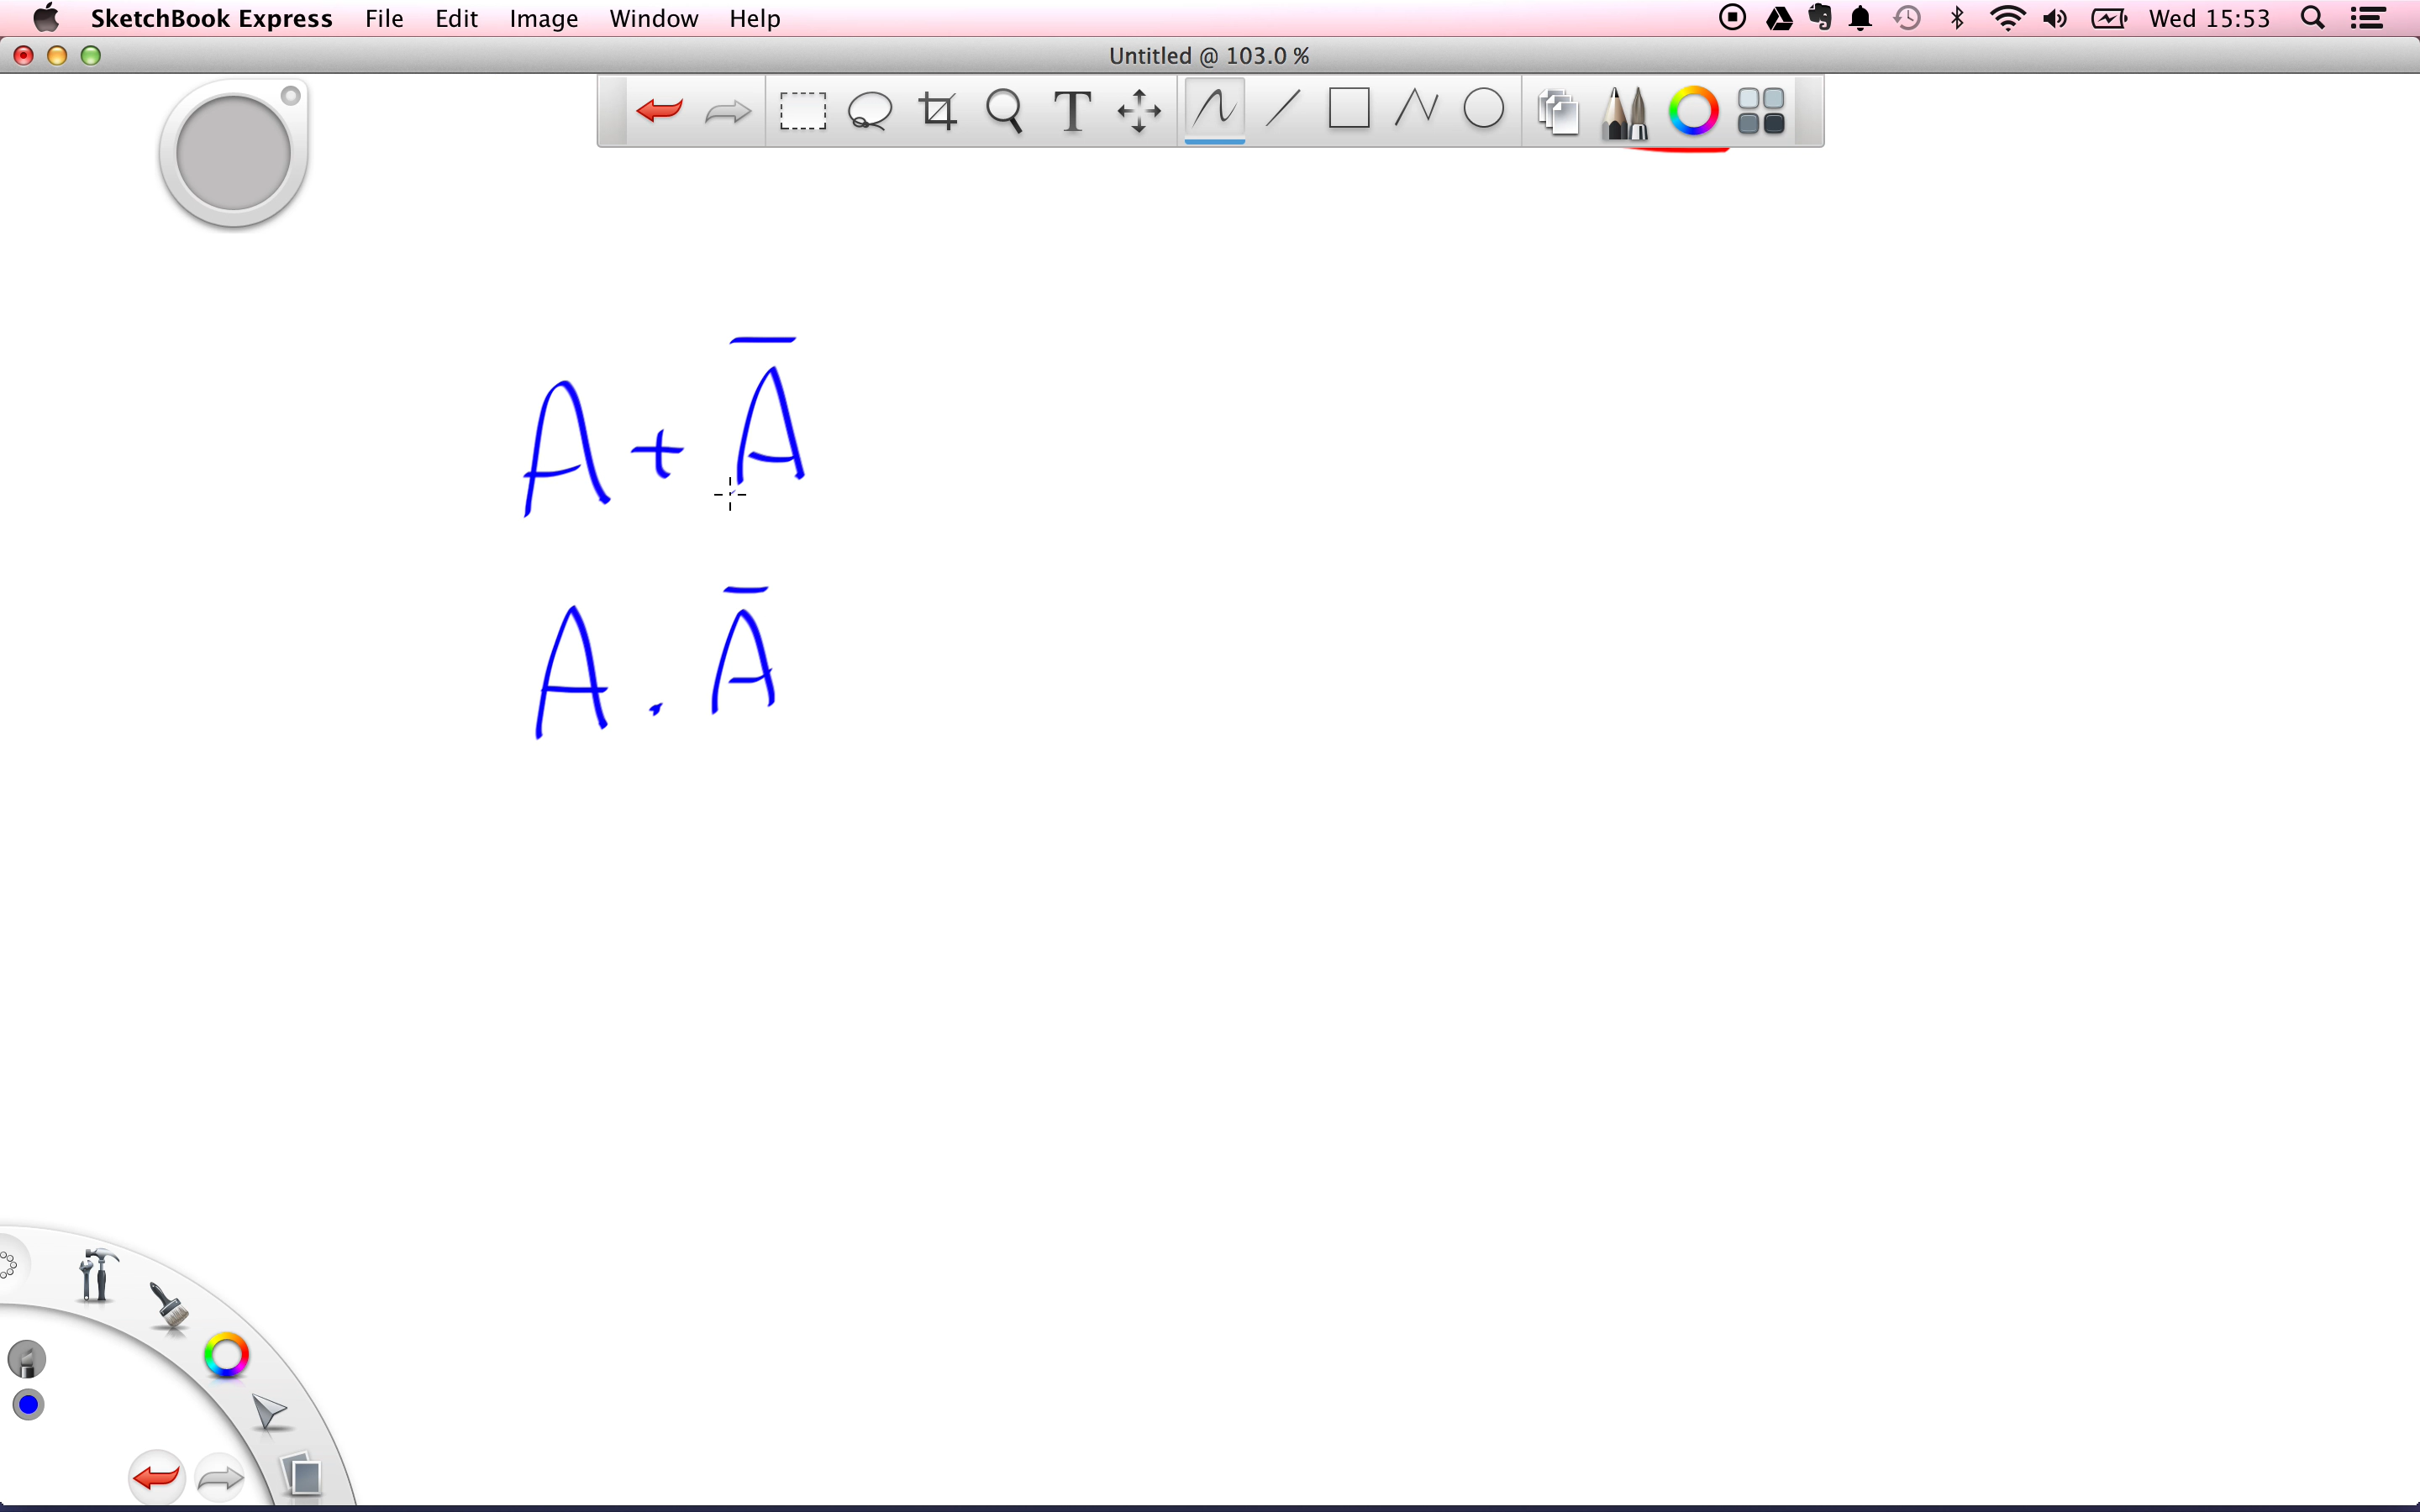 SketchBook Express File Edit Image Window Help Wed 15:53
Untitled @ 103.0 %
T
A + A̅
A . A̅